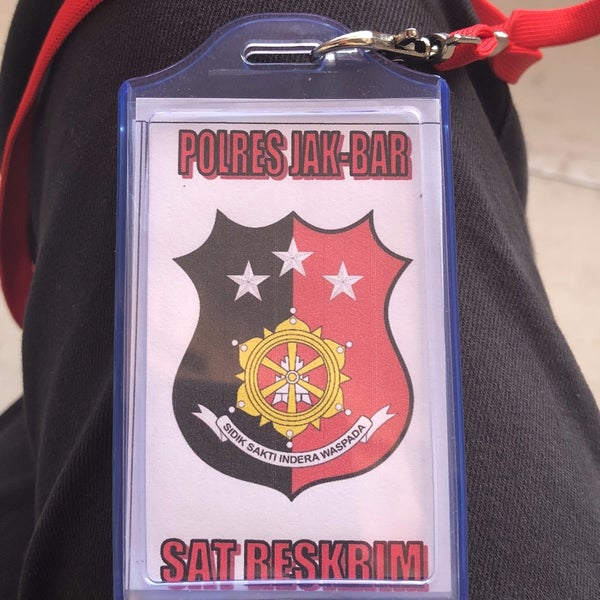 POLRES JAK-BAR
SIDIK SAKTI INDERA WASPADA
SAT RESKRIM